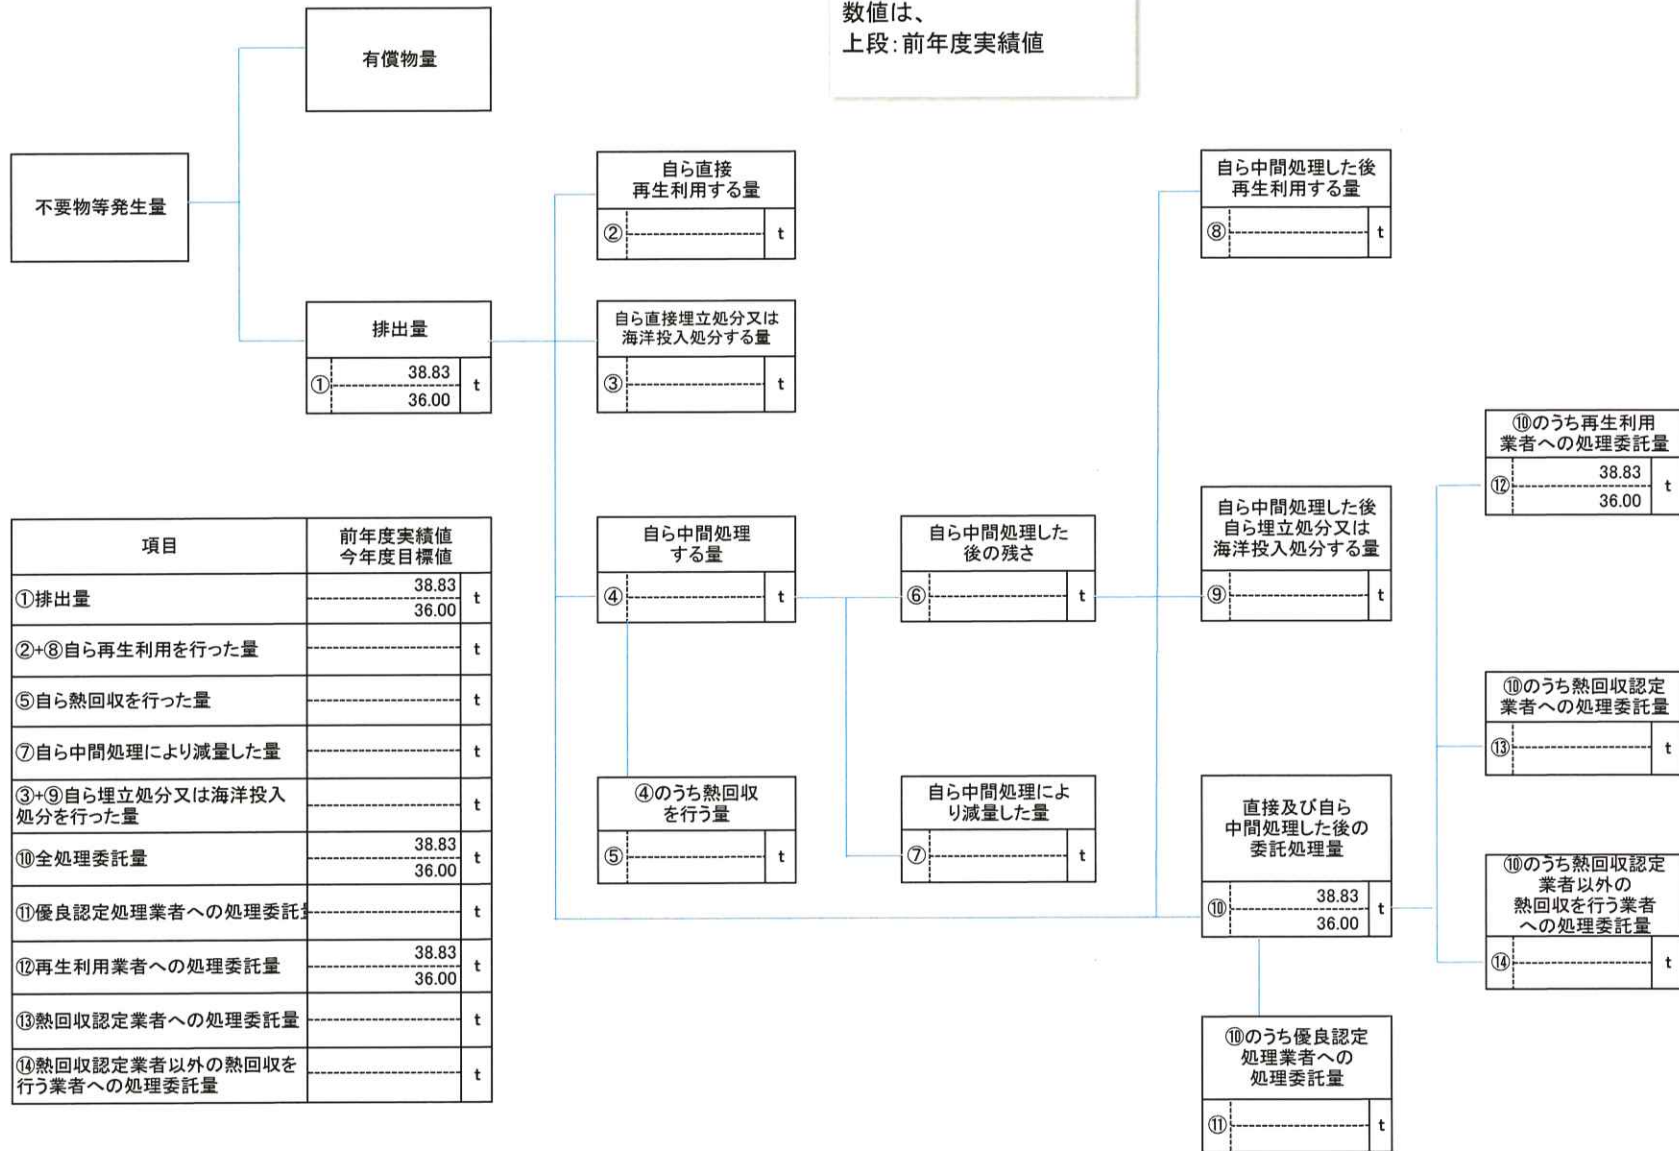 数値は、
上段：前年度実績値
有償物量
不要物等発生量
排出量
① 38.83 t
36.00
自ら直接
再生利用する量
② t
自ら直接埋立処分又は
海洋投入処分する量
③ t
自ら中間処理
する量
④ t
④のうち熱回収
を行う量
⑤ t
自ら中間処理した
後の残さ
⑥ t
自ら中間処理によ
り減量した量
⑦ t
自ら中間処理した後
再生利用する量
⑧ t
自ら中間処理した後
自ら埋立処分又は
海洋投入処分する量
⑨ t
直接及び自ら
中間処理した後の
委託処理量
⑩ 38.83 t
36.00
⑩のうち優良認定
処理業者への
処理委託量
⑪ t
⑩のうち再生利用
業者への処理委託量
⑫ 38.83 t
36.00
⑩のうち熱回収認定
業者への処理委託量
⑬ t
⑩のうち熱回収認定
業者以外の
熱回収を行う業者
への処理委託量
⑭ t
項目 前年度実績値
今年度目標値
①排出量 38.83 t
36.00
②+⑧自ら再生利用を行った量 t
⑤自ら熱回収を行った量 t
⑦自ら中間処理により減量した量 t
③+⑨自ら埋立処分又は海洋投入
処分を行った量 t
⑩全処理委託量 38.83 t
36.00
⑪優良認定処理業者への処理委託 t
⑫再生利用業者への処理委託量 38.83 t
36.00
⑬熱回収認定業者への処理委託量 t
⑭熱回収認定業者以外の熱回収を
行う業者への処理委託量 t